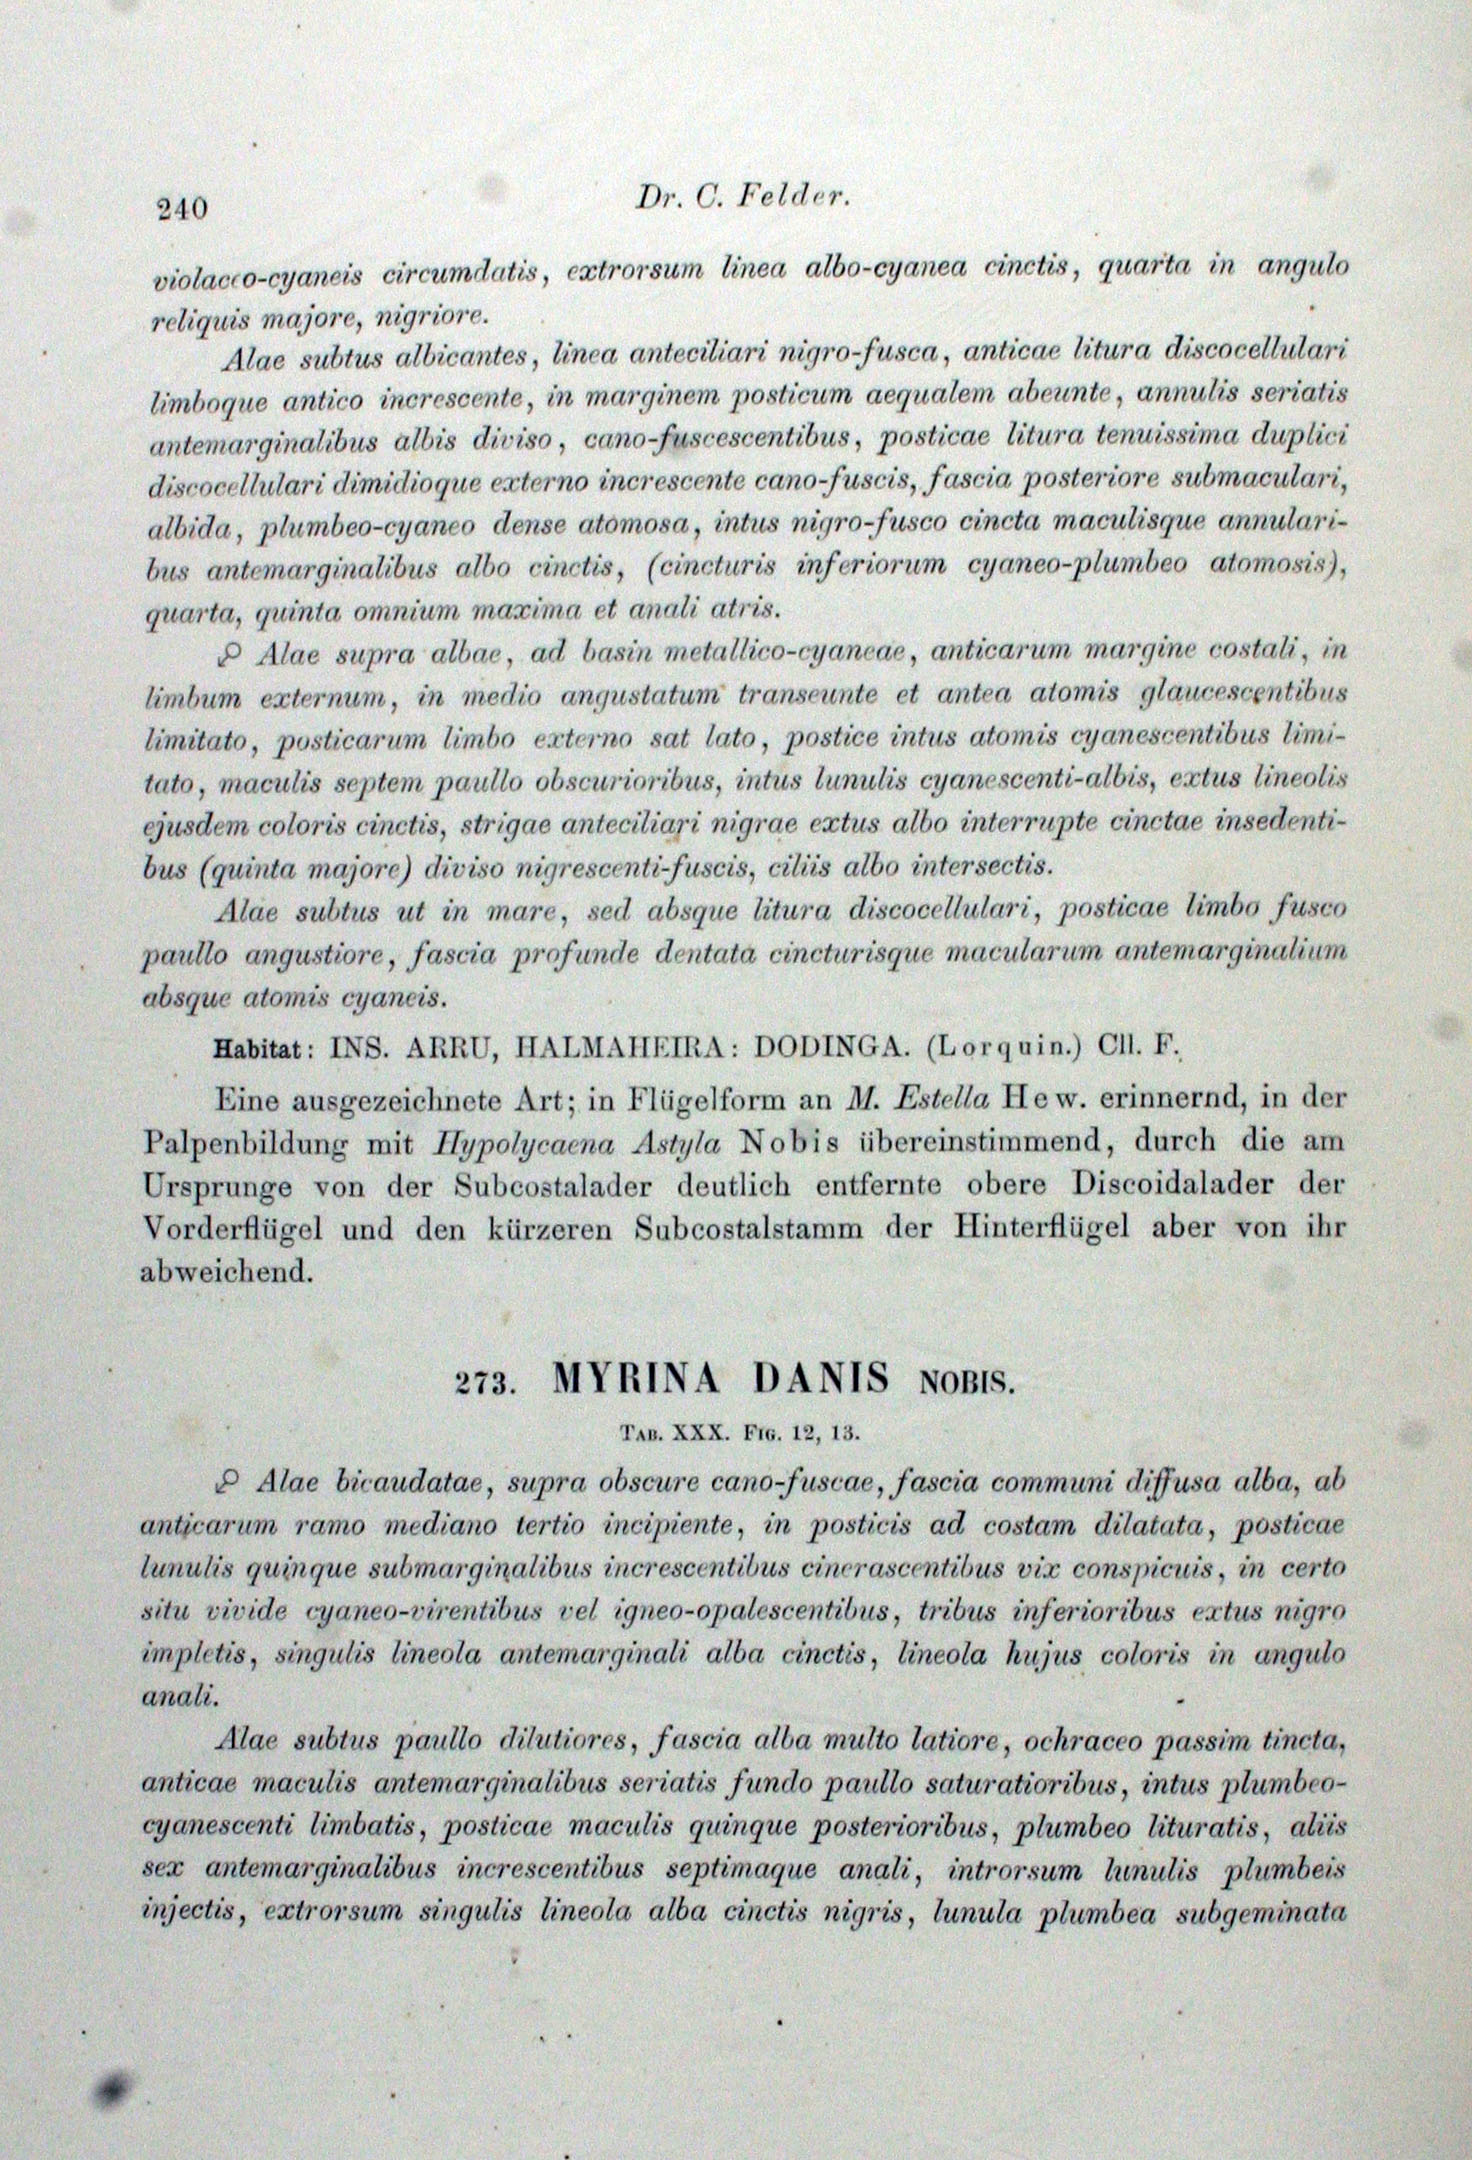 240
Dr. C. Felder.
violaceo-cyaneis circumdatis, extrorsum linea albo-cyanea cinctis, quarta in angulo
reliquis majore, nigriore.
Alae subtus albicantes, linea anteciliari nigro-fusca, anticae litura discocellulari
limboque antico increscente, in marginem posticum aequalem abeunte, annulis seriatis
antemarginalibus albis diviso, cano-fuscescentibus, posticae litura tenuissima duplici
discocellulari dimidioque externo increscente cano-fuscis, fascia posteriore submaculari,
albida, plumbeo-cyaneo dense atomosa, intus nigro-fusco cincta maculisque annulari-
bus antemarginalibus albo cinctis, (cincturis inferiorum cyaneo-plumbeo atomosis),
quarta, quinta omnium maxima et anali atris.
♀ Alae supra albae, ad basin metallico-cyaneae, anticarum margine costali, in
limbum externum, in medio angustatum transeunte et antea atomis glaucescentibus
limitato, posticarum limbo externo sat lato, postice intus atomis cyanescentibus limi-
tato, maculis septem paullo obscurioribus, intus lunulis cyanescenti-albis, extus lineolis
ejusdem coloris cinctis, strigae anteciliari nigrae extus albo interrupte cinctae insedenti-
bus (quinta majore) diviso nigrescenti-fuscis, ciliis albo intersectis.
Alae subtus ut in mare, sed absque litura discocellulari, posticae limbo fusco
paullo angustiore, fascia profunde dentata cincturisque macularum antemarginalium
absque atomis cyaneis.
Habitat: INS. ARRU, HALMAHEIRA: DODINGA. (Lorquin.) Cll. F.
Eine ausgezeichnete Art; in Flügelform an M. Estella Hew. erinnernd, in der
Palpenbildung mit Hypolycaena Astyla Nobis übereinstimmend, durch die am
Ursprunge von der Subcostalader deutlich entfernte obere Discoidalader der
Vorderflügel und den kürzeren Subcostalstamm der Hinterflügel aber von ihr
abweichend.
273. MYRINA DANIS NOBIS.
TAB. XXX. FIG. 12, 13.
♀ Alae bicaudatae, supra obscure cano-fuscae, fascia communi diffusa alba, ab
anticarum ramo mediano tertio incipiente, in posticis ad costam dilatata, posticae
lunulis quinque submarginalibus increscentibus cinerascentibus vix conspicuis, in certo
situ vivide cyaneo-virentibus vel igneo-opalescentibus, tribus inferioribus extus nigro
impletis, singulis lineola antemarginali alba cinctis, lineola hujus coloris in angulo
anali.
Alae subtus paullo dilutiores, fascia alba multo latiore, ochraceo passim tincta,
anticae maculis antemarginalibus seriatis fundo paullo saturatioribus, intus plumbeo-
cyanescenti limbatis, posticae maculis quinque posterioribus, plumbeo lituratis, aliis
sex antemarginalibus increscentibus septimaque anali, introrsum lunulis plumbeis
injectis, extrorsum singulis lineola alba cinctis nigris, lunula plumbea subgeminata